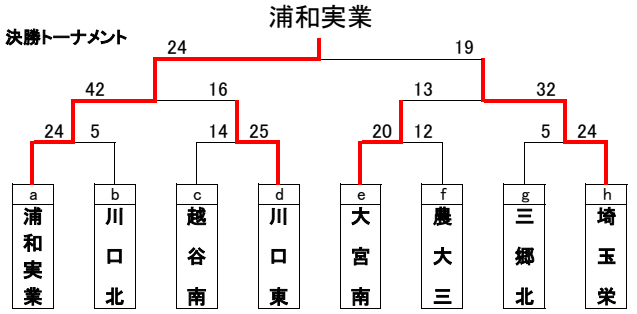 浦和実業
決勝トーナメント
24 19
42 16 13 32
24 5 14 25 20 12 5 24
a b c d e f g h
浦和実業
川口北
越谷南
川口東
大宮南
農大三
三郷北
埼玉栄